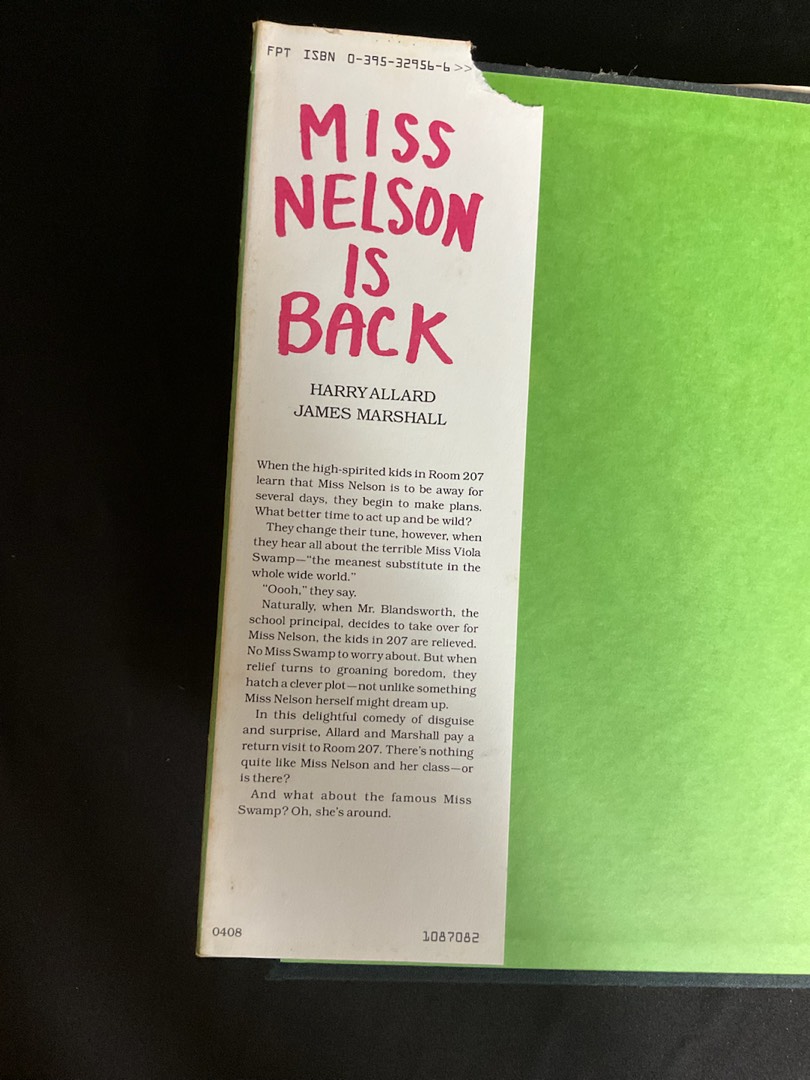 FPT ISBN 0-395-32956-6 >>
MISS
NELSON
IS
BACK
HARRY ALLARD
JAMES MARSHALL
When the high-spirited kids in Room 207
learn that Miss Nelson is to be away for
several days, they begin to make plans.
What better time to act up and be wild?
They change their tune, however, when
they hear all about the terrible Miss Viola
Swamp—"the meanest substitute in the
whole wide world."
"Oooh," they say.
Naturally, when Mr. Blandsworth, the
school principal, decides to take over for
Miss Nelson, the kids in 207 are relieved.
No Miss Swamp to worry about. But when
relief turns to groaning boredom, they
hatch a clever plot—not unlike something
Miss Nelson herself might dream up.
In this delightful comedy of disguise
and surprise, Allard and Marshall pay a
return visit to Room 207. There's nothing
quite like Miss Nelson and her class—or
is there?
And what about the famous Miss
Swamp? Oh, she's around.
0408 1087082